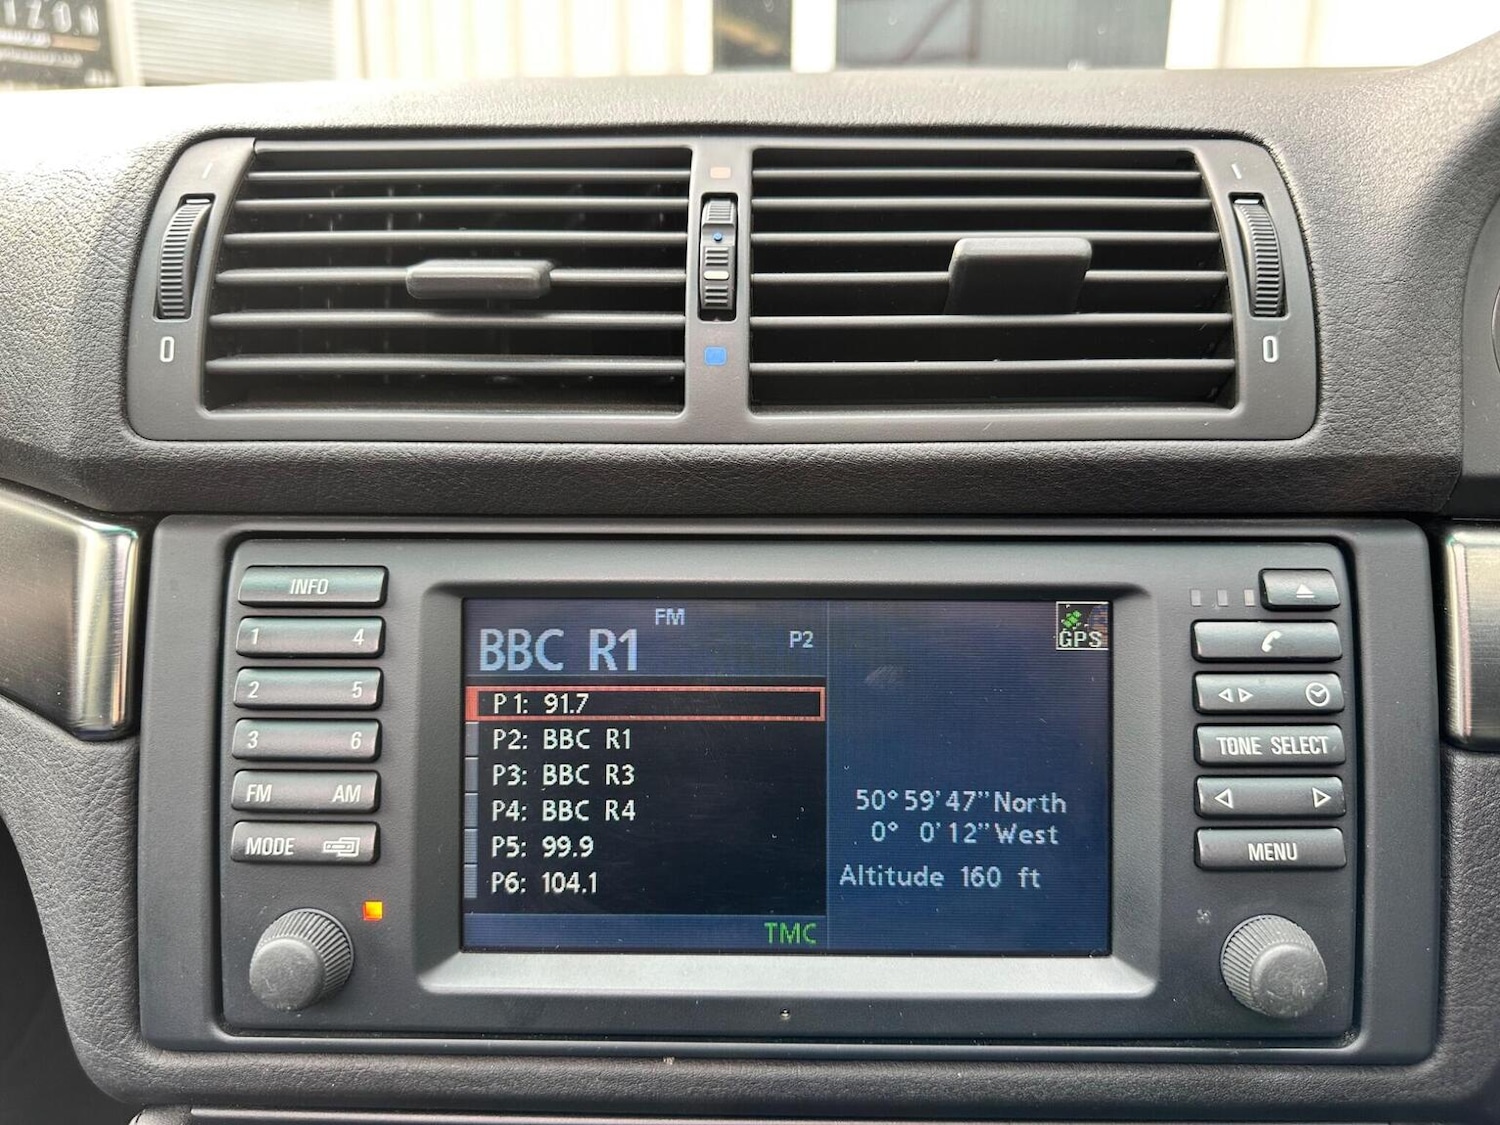 IZON
0
0
INFO
1 4
2 5
3 6
FM AM
MODE
FM
BBC R1
P2
P1: 91.7
P2: BBC R1
P3: BBC R3
P4: BBC R4
P5: 99.9
P6: 104.1
TMC
GPS
50°59'47"North
0° 0'12"West
Altitude 160 ft
TONE SELECT
MENU